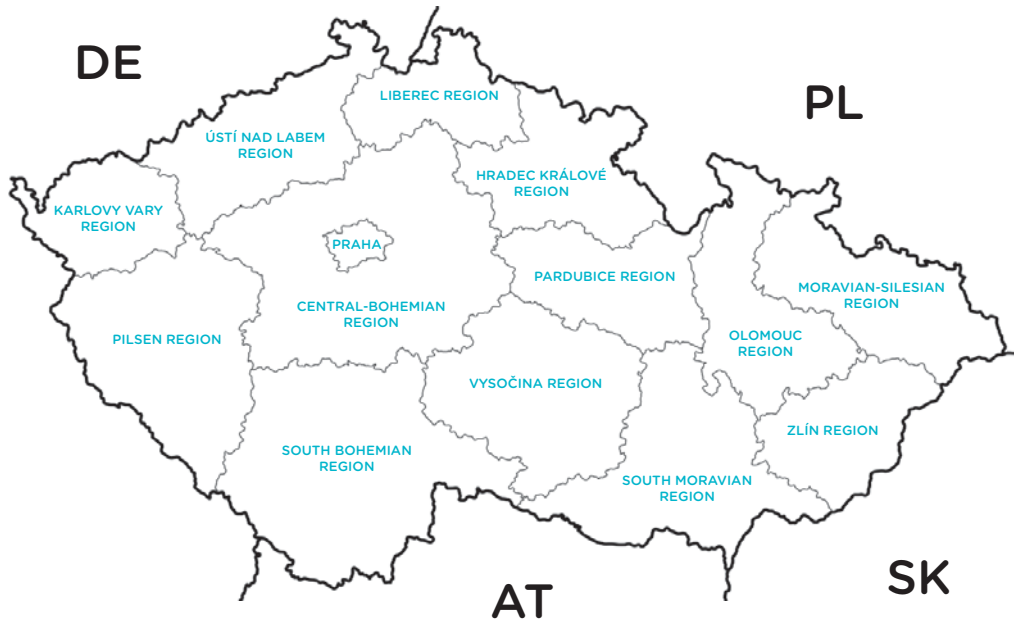 DE
PL
LIBEREC REGION
ÚSTÍ NAD LABEM
REGION
HRADEC KRÁLOVÉ
REGION
KARLOVY VARY
REGION
PRAHA
PARDUBICE REGION
MORAVIAN-SILESIAN
REGION
CENTRAL-BOHEMIAN
REGION
PILSEN REGION
OLOMOUC
REGION
VYSOČINA REGION
ZLÍN REGION
SOUTH BOHEMIAN
REGION
SOUTH MORAVIAN
REGION
SK
AT